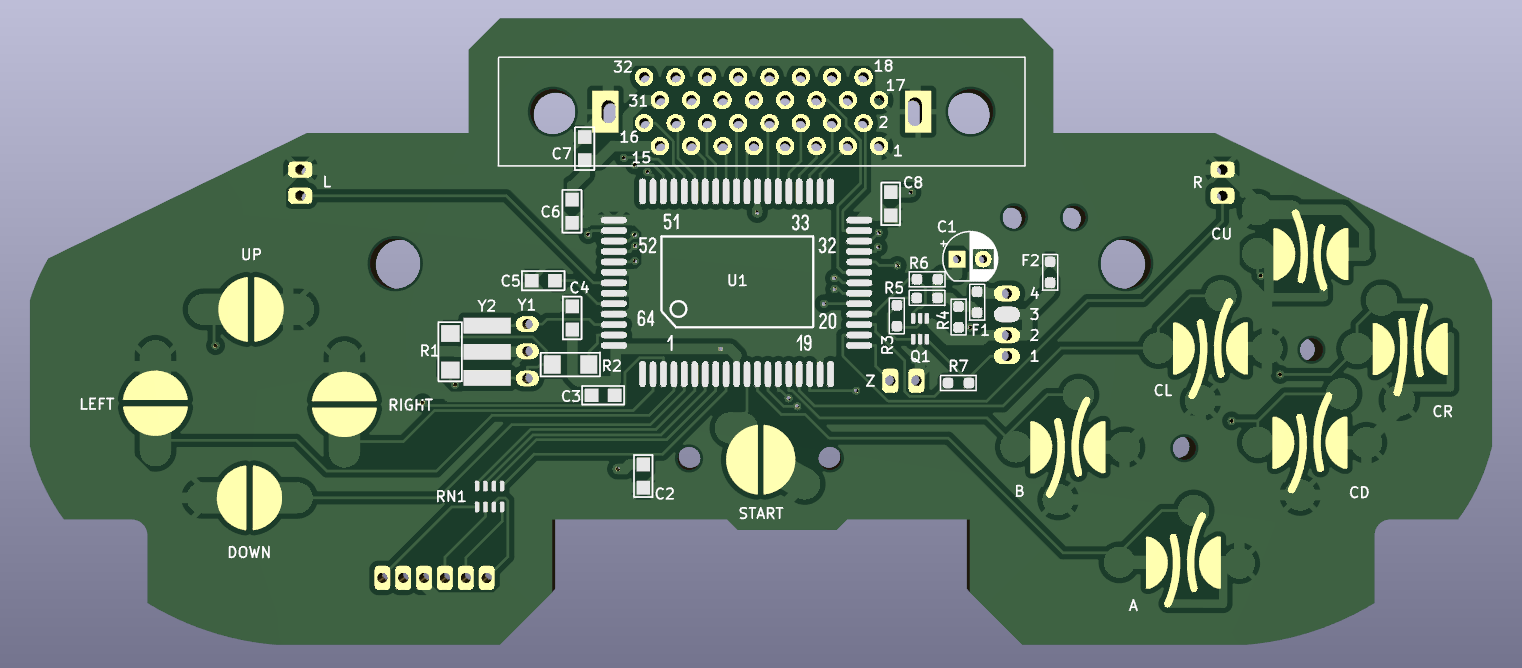 32
18
17
31
2
16
C7
15
1
L
R
C8
C6
51
33
C1
CU
52
32
+
UP
R6
F2
C5
U1
C4
R5
4
Y2
Y1
64
20
R4
3
F1
R1
1
19
R3
2
Q1
1
R2
R7
Z
C3
CL
LEFT
RIGHT
CR
B
CD
RN1
C2
START
DOWN
A